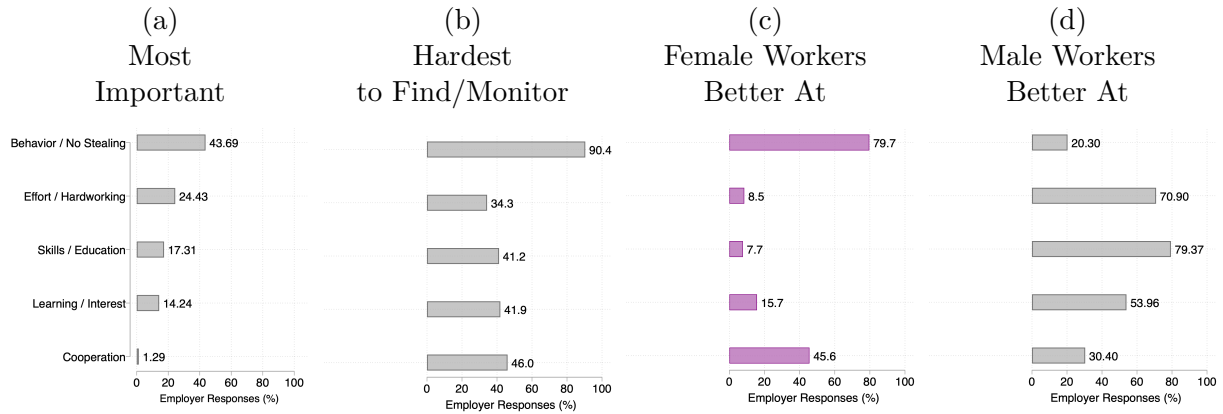 (a)
Most
Important
(b)
Hardest
to Find/Monitor
(c)
Female Workers
Better At
(d)
Male Workers
Better At
Behavior / No Stealing
Effort / Hardworking
Skills / Education
Learning / Interest
Cooperation
43.69
24.43
17.31
14.24
1.29
0 20 40 60 80 100
Employer Responses (%)
90.4
34.3
41.2
41.9
46.0
0 20 40 60 80 100
Employer Responses (%)
79.7
8.5
7.7
15.7
45.6
0 20 40 60 80 100
Employer Responses (%)
20.30
70.90
79.37
53.96
30.40
0 20 40 60 80 100
Employer Responses (%)